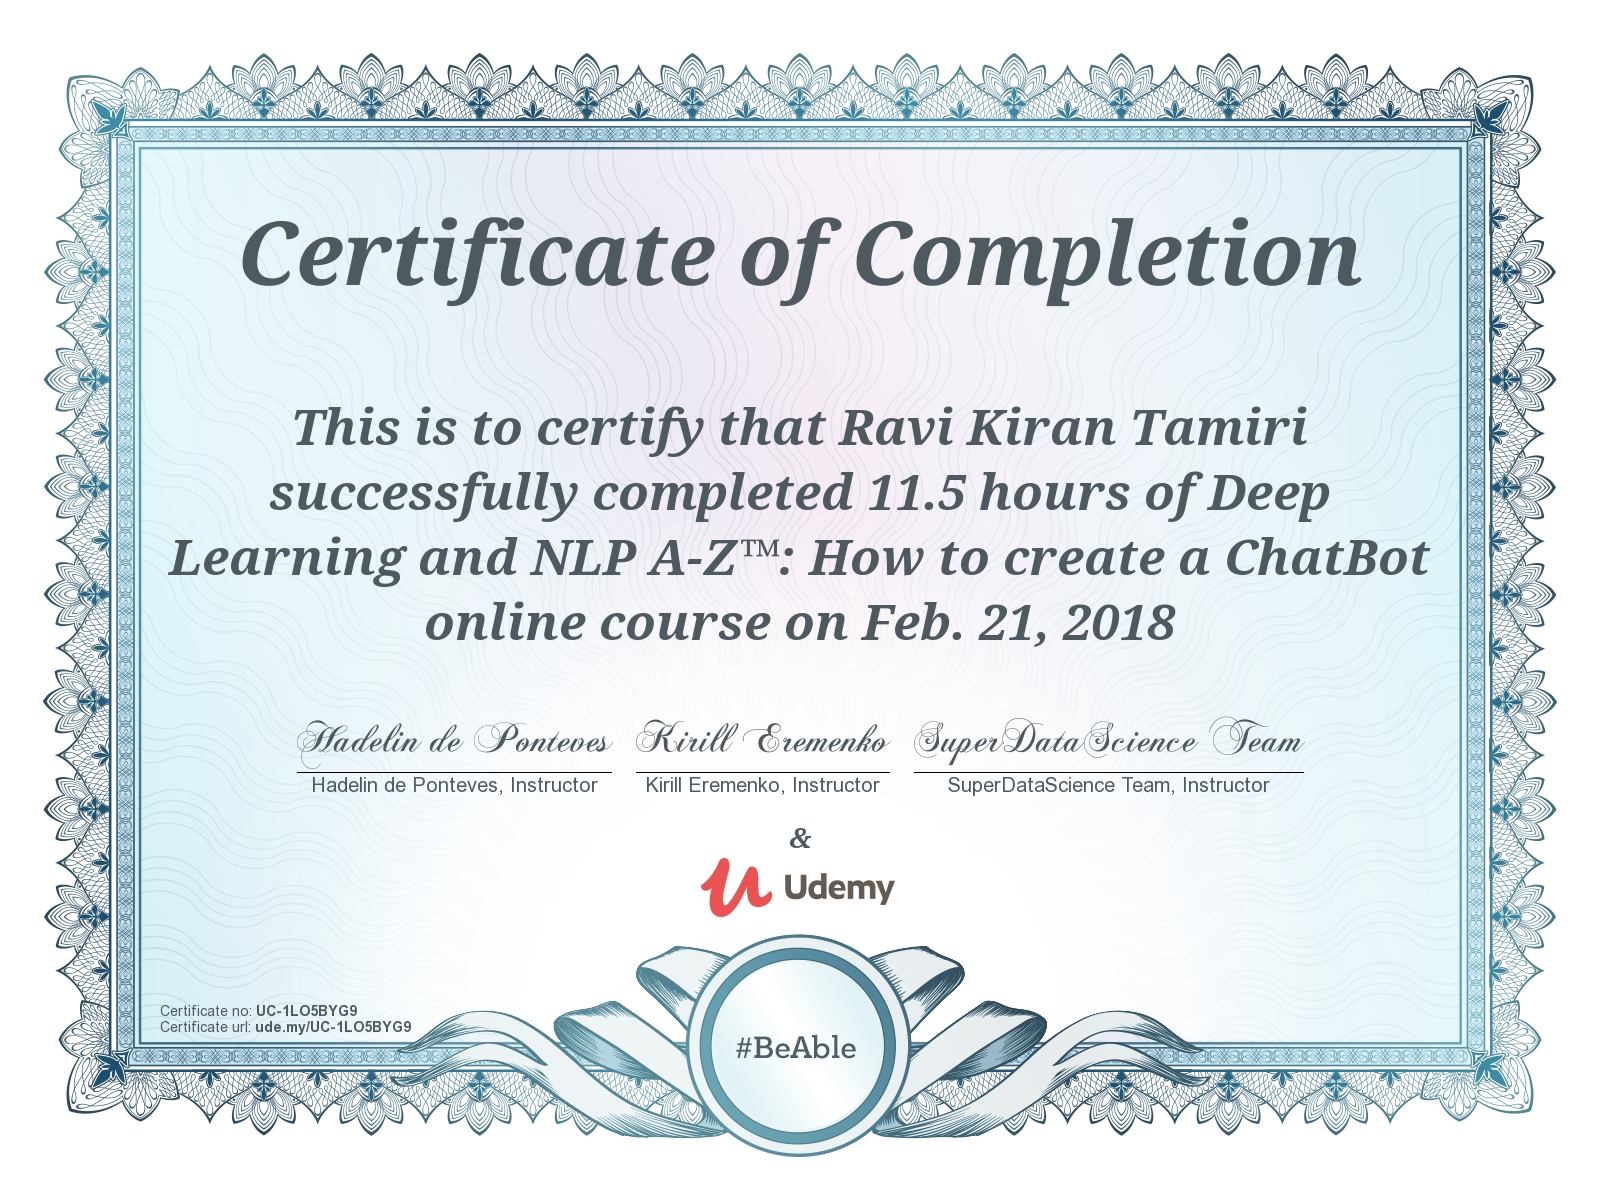 Certificate of Completion
This is to certify that Ravi Kiran Tamiri
successfully completed 11.5 hours of Deep
Learning and NLP A-Z™: How to create a ChatBot
online course on Feb. 21, 2018
Hadelin de Ponteves Kirill Eremenko SuperDataScience Team
Hadelin de Ponteves, Instructor Kirill Eremenko, Instructor SuperDataScience Team, Instructor
&
Udemy
Certificate no: UC-1LO5BYG9
Certificate url: ude.my/UC-1LO5BYG9
#BeAble